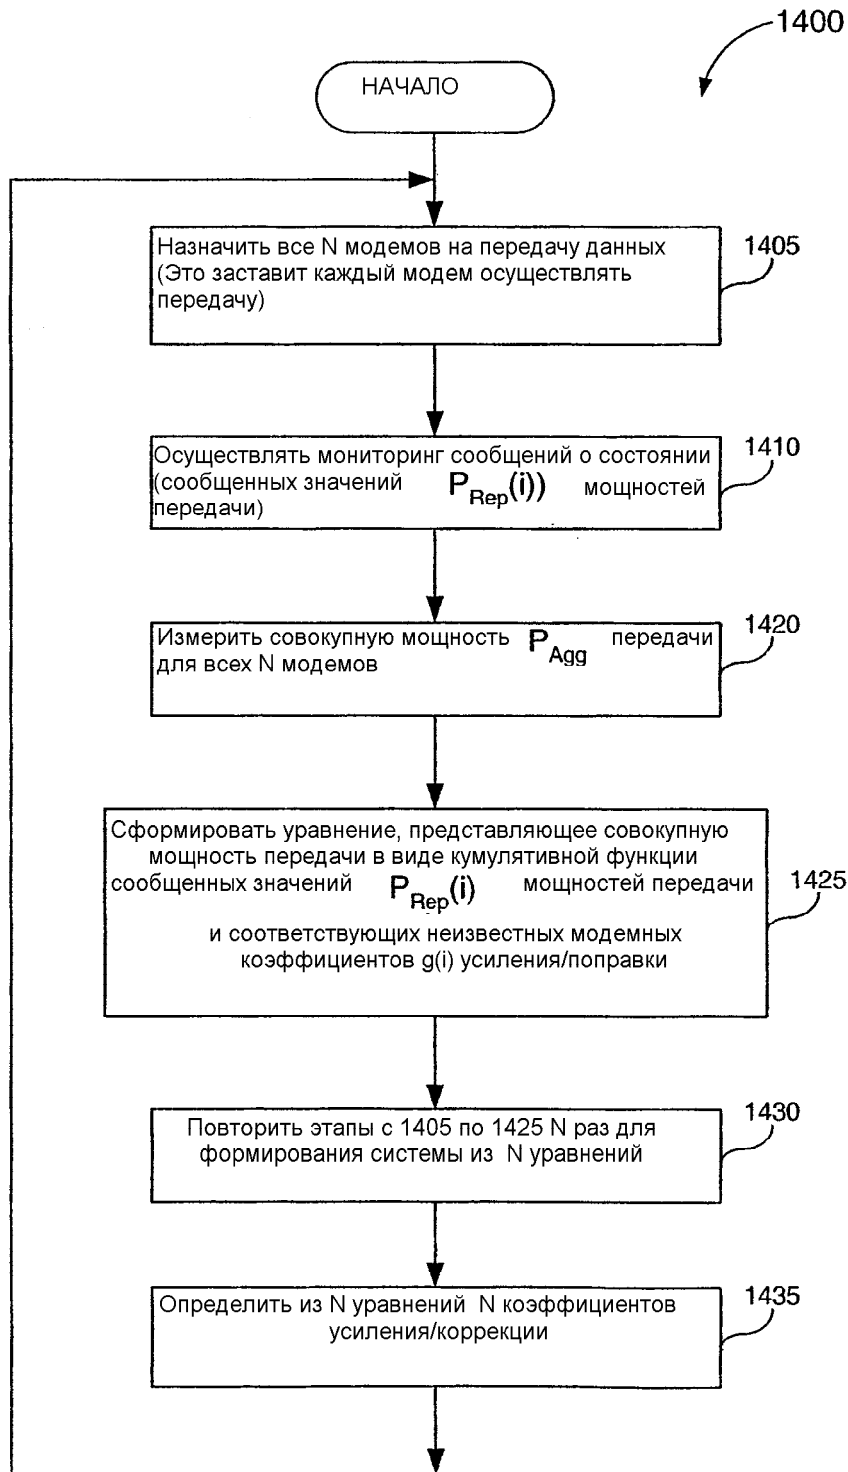 1400
НАЧАЛО
Назначить все N модемов на передачу данных
(Это заставит каждый модем осуществлять
передачу)
1405
Осуществлять мониторинг сообщений о состоянии
(сообщенных значений P_Rep(i)) мощностей
передачи)
1410
Измерить совокупную мощность P_Agg передачи
для всех N модемов
1420
Сформировать уравнение, представляющее совокупную
мощность передачи в виде кумулятивной функции
сообщенных значений P_Rep(i) мощностей передачи
и соответствующих неизвестных модемных
коэффициентов g(i) усиления/поправки
1425
Повторить этапы с 1405 по 1425 N раз для
формирования системы из N уравнений
1430
Определить из N уравнений N коэффициентов
усиления/коррекции
1435